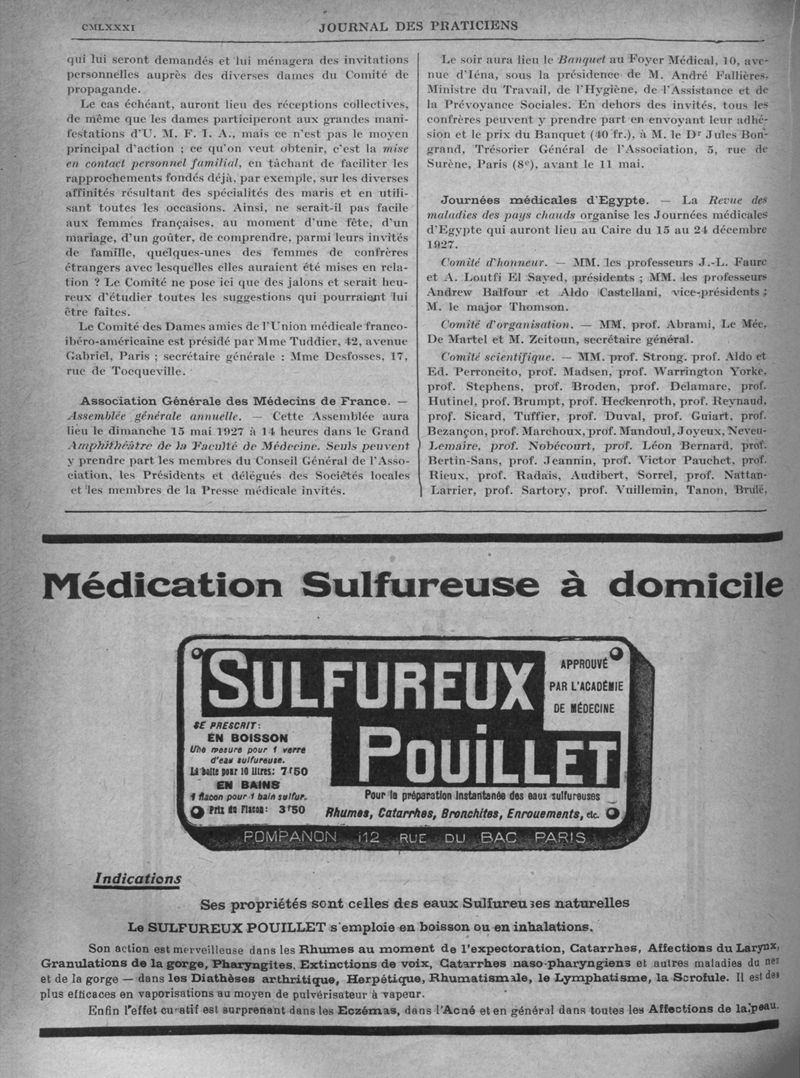 CMLXXXI
JOURNAL DES PRATICIENS
qui lui seront demandés et lui ménagera des invitations
personnelles auprès des diverses dames du Comité de
propagande.
Le cas échéant, auront lieu des réceptions collectives,
de même que les dames participeront aux grandes mani-
festations d'U. M. F. I. A., mais ce n'est pas le moyen
principal d'action ; ce qu'on veut obtenir, c'est la mise
en contact personnel familial, en tâchant de faciliter les
rapprochements fondés déjà, par exemple, sur les diverses
affinités résultant des spécialités des maris et en utili-
sant toutes les occasions. Ainsi, ne serait-il pas facile
aux femmes françaises, au moment d'une fête, d'un
mariage, d'un goûter, de comprendre, parmi leurs invités
de famille, quelques-unes des femmes de confrères
étrangers avec lesquelles elles auraient été mises en rela-
tion ? Le Comité ne pose ici que des jalons et serait heu-
reux d'étudier toutes les suggestions qui pourraient lui
être faites.
Le Comité des Dames amies de l'Union médicale franco-
ibéro-américaine est présidé par Mme Tuddier, 42, avenue
Gabriel, Paris ; secrétaire générale : Mme Desfosses, 17,
rue de Tocqueville.
Association Générale des Médecins de France. —
Assemblée générale annuelle. — Cette Assemblée aura
lieu le dimanche 15 mai 1927 à 14 heures dans le Grand
Amphithéâtre de la Faculté de Médecine. Seuls peuvent
y prendre part les membres du Conseil Général de l'Asso-
ciation, les Présidents et délégués des Sociétés locales
et les membres de la Presse médicale invités.
Le soir aura lieu le Banquet au Foyer Médical, 10, ave-
nue d'Iéna, sous la présidence de M. André Fallières,
Ministre du Travail, de l'Hygiène, de l'Assistance et de
la Prévoyance Sociales. En dehors des invités, tous les
confrères peuvent y prendre part en envoyant leur adhé-
sion et le prix du Banquet (40 fr.), à M. le Dr Jules Bon-
grand, Trésorier Général de l'Association, 5, rue de
Surène, Paris (8e), avant le 11 mai.
Journées médicales d'Egypte. — La Revue des
maladies des pays chauds organise les Journées médicales
d'Egypte qui auront lieu au Caire du 15 au 24 décembre
1927.
Comité d'honneur. — MM. les professeurs J.-L. Faure
et A. Loutfi El Sayed, présidents ; MM. les professeurs
Andrew Balfour et Aldo Castellani, vice-présidents ;
M. le major Thomson.
Comité d'organisation. — MM. prof. Abrami, Le Mée,
De Martel et M. Zeitoun, secrétaire général.
Comité scientifique. — MM. prof. Strong. prof. Aldo et
Ed. Perroncito, prof. Madsen, prof. Warrington Yorke,
prof. Stephens, prof. Broden, prof. Delamare, prof.
Hutinel, prof. Brumpt, prof. Heckenroth, prof. Reynaud,
prof. Sicard, Tuffier, prof. Duval, prof. Guiart, prof.
Bezançon, prof. Marchoux, prof. Mandoul, Joyeux, Neveu-
Lemaire, prof. Nobécourt, prof. Léon Bernard, prof.
Bertin-Sans, prof. Jeannin, prof. Victor Pauchet, prof.
Rieux, prof. Radais, Audibert, Sorrel, prof. Nattan-
Larrier, prof. Sartory, prof. Vuillemin, Tanon, Brulé,
Médication Sulfureuse à domicile
SULFUREUX
POUILLET
APPROUVÉ
PAR L'ACADÉMIE
DE MÉDECINE
SE PRESCRIT:
EN BOISSON
Une mesure pour 1 verre
d'eau sulfureuse.
La boîte pour 10 litres: 7f50
EN BAINS
1 flacon pour 1 bain sulfur.
Prix du Flacon: 3f50
Pour la préparation instantanée des eaux sulfureuses
Rhumes, Catarrhes, Bronchites, Enrouements, etc.
POMPANON 112 RUE DU BAC PARIS
Indications
Ses propriétés sont celles des eaux Sulfureuses naturelles
Le SULFUREUX POUILLET s'emploie en boisson ou en inhalations.
Son action est merveilleuse dans les Rhumes au moment de l'expectoration, Catarrhes, Affections du Larynx,
Granulations de la gorge, Pharyngites, Extinctions de voix, Catarrhes naso-pharyngiens et autres maladies du nez
et de la gorge — dans les Diathèses arthritique, Herpétique, Rhumatismale, le Lymphatisme, la Scrofule. Il est des
plus efficaces en vaporisations au moyen de pulvérisateur à vapeur.
Enfin l'effet curatif est surprenant dans les Eczémas, dans l'Acné et en général dans toutes les Affections de la peau.